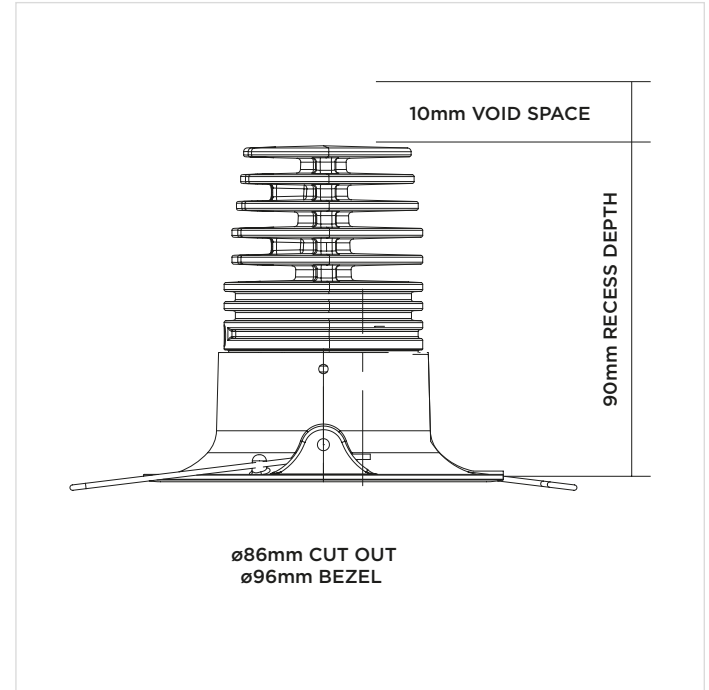 10mm VOID SPACE
90mm RECESS DEPTH
ø86mm CUT OUT
ø96mm BEZEL